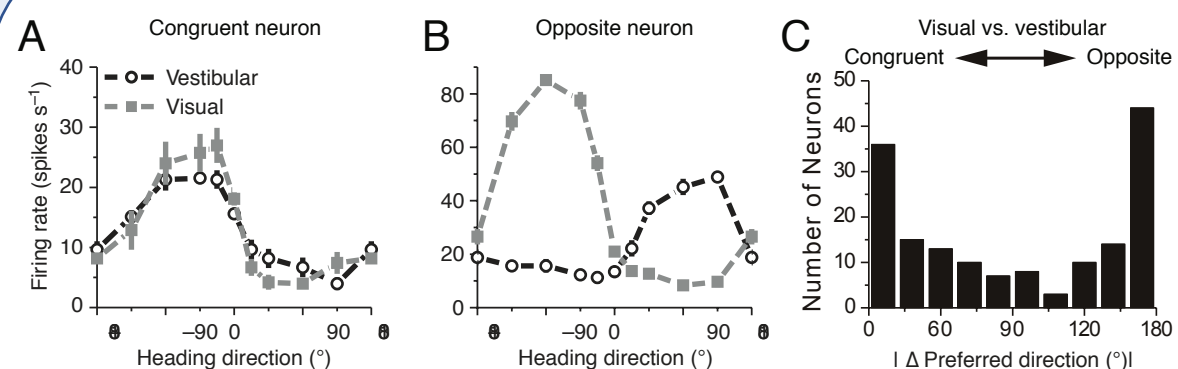 A
Congruent neuron
Firing rate (spikes s⁻¹)
40
30
20
10
0
Vestibular
Visual
–90 0 90
Heading direction (°)
B
Opposite neuron
80
60
40
20
0
–90 0 90
Heading direction (°)
C
Visual vs. vestibular
Congruent Opposite
Number of Neurons
50
40
30
20
10
0
0 60 90 120 180
| Δ Preferred direction (°)|